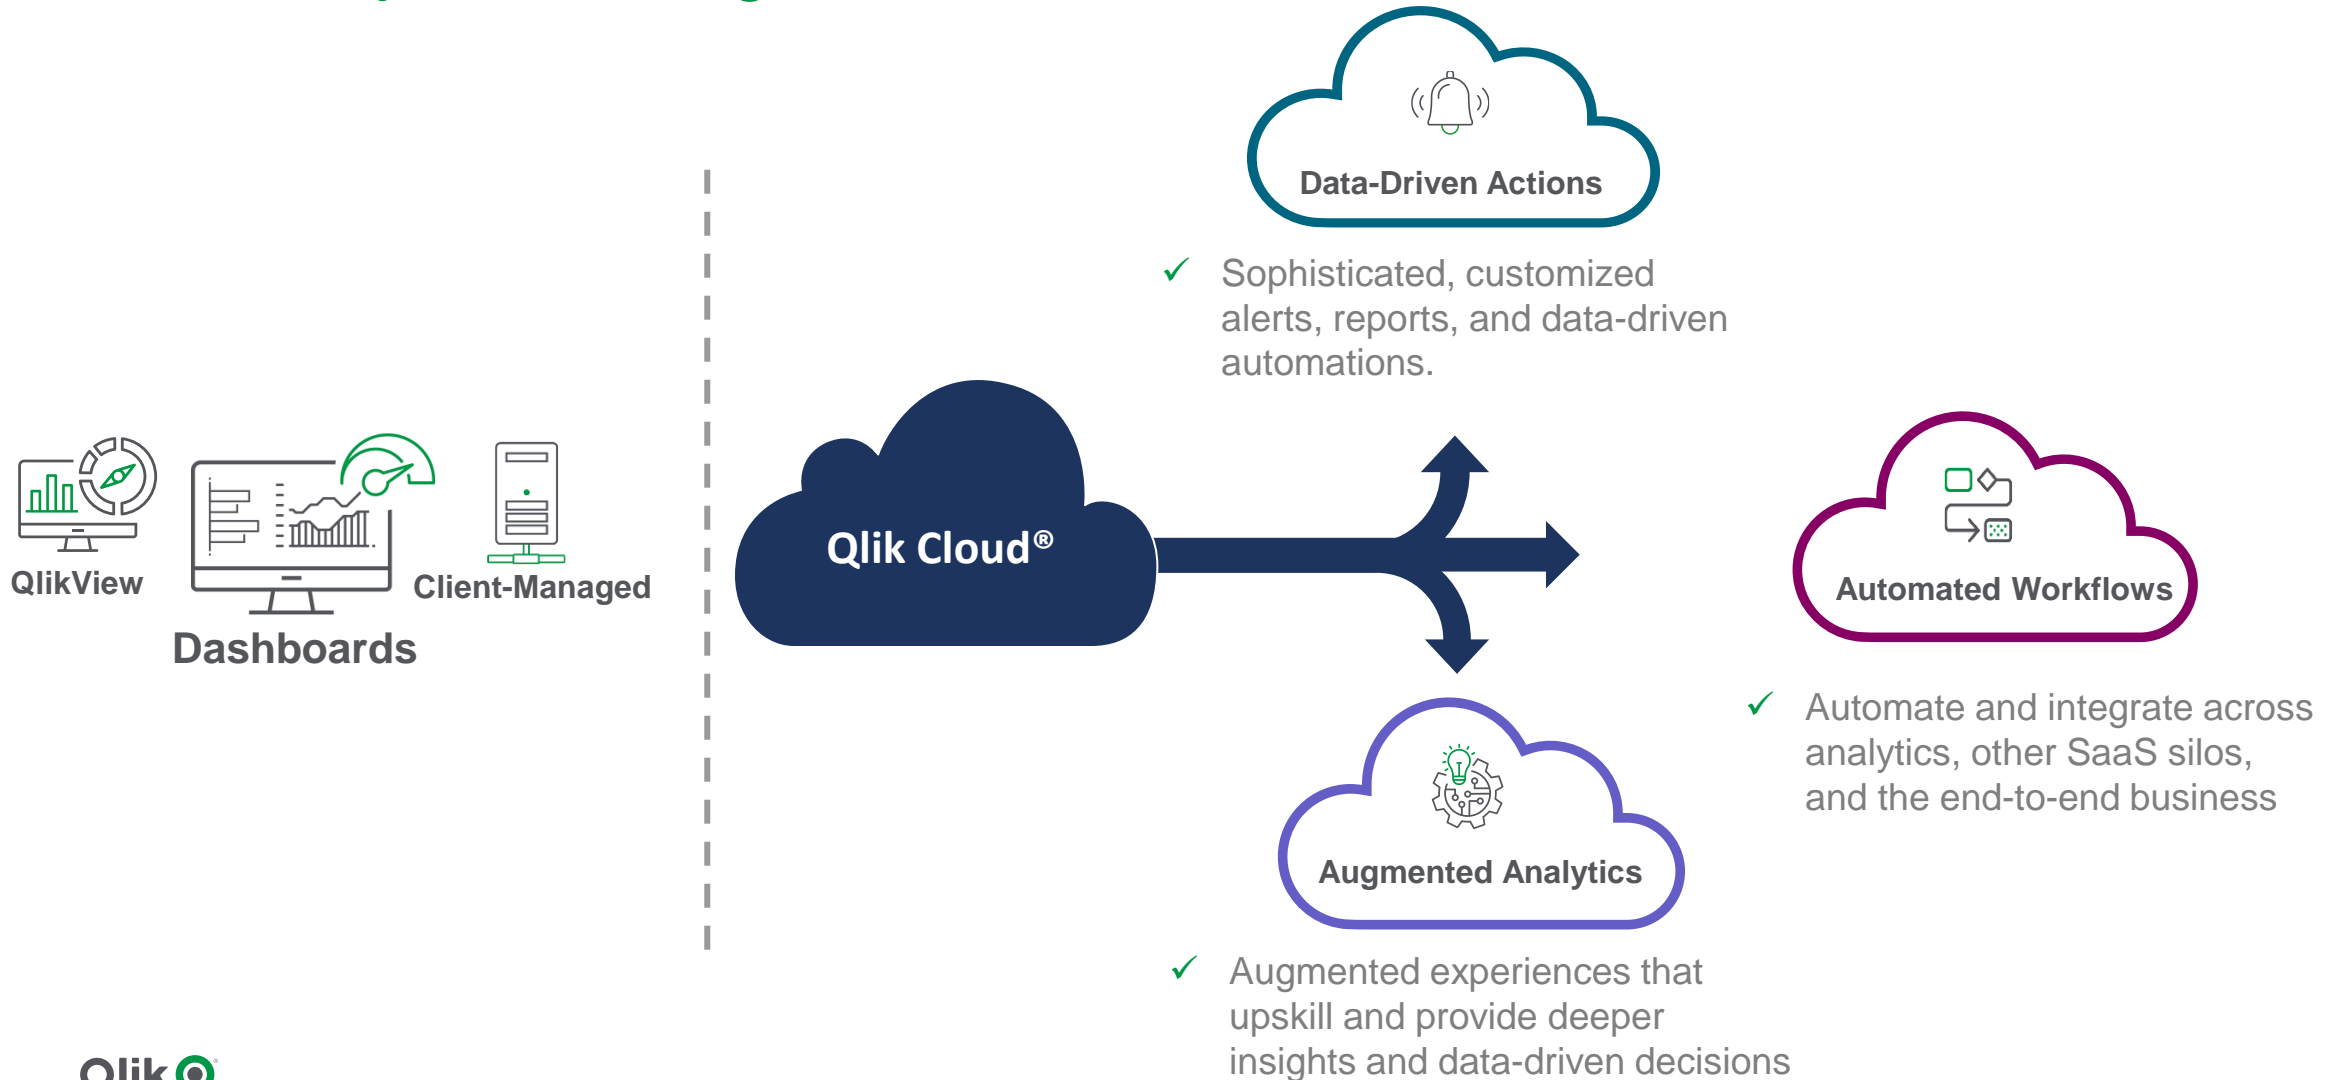 Data-Driven Actions
Sophisticated, customized
alerts, reports, and data-driven
automations.
QlikView
Client-Managed
Dashboards
Qlik Cloud®
Automated Workflows
Automate and integrate across
analytics, other SaaS silos,
and the end-to-end business
Augmented Analytics
Augmented experiences that
upskill and provide deeper
insights and data-driven decisions
Qlik